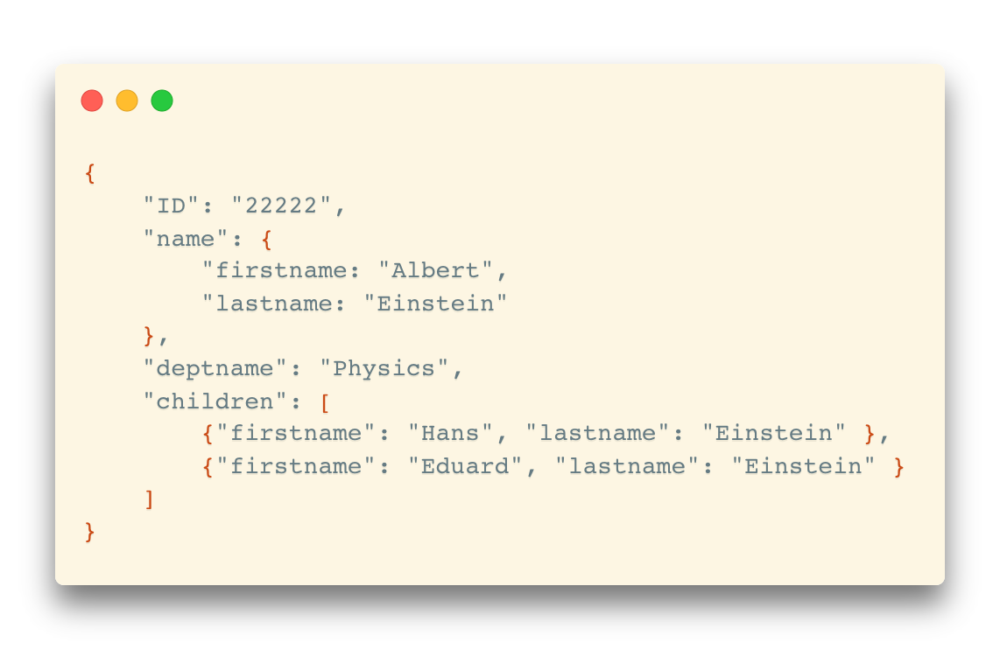 {
    "ID": "22222",
    "name": {
        "firstname: "Albert",
        "lastname: "Einstein"
    },
    "deptname": "Physics",
    "children": [
        {"firstname": "Hans", "lastname": "Einstein" },
        {"firstname": "Eduard", "lastname": "Einstein" }
    ]
}